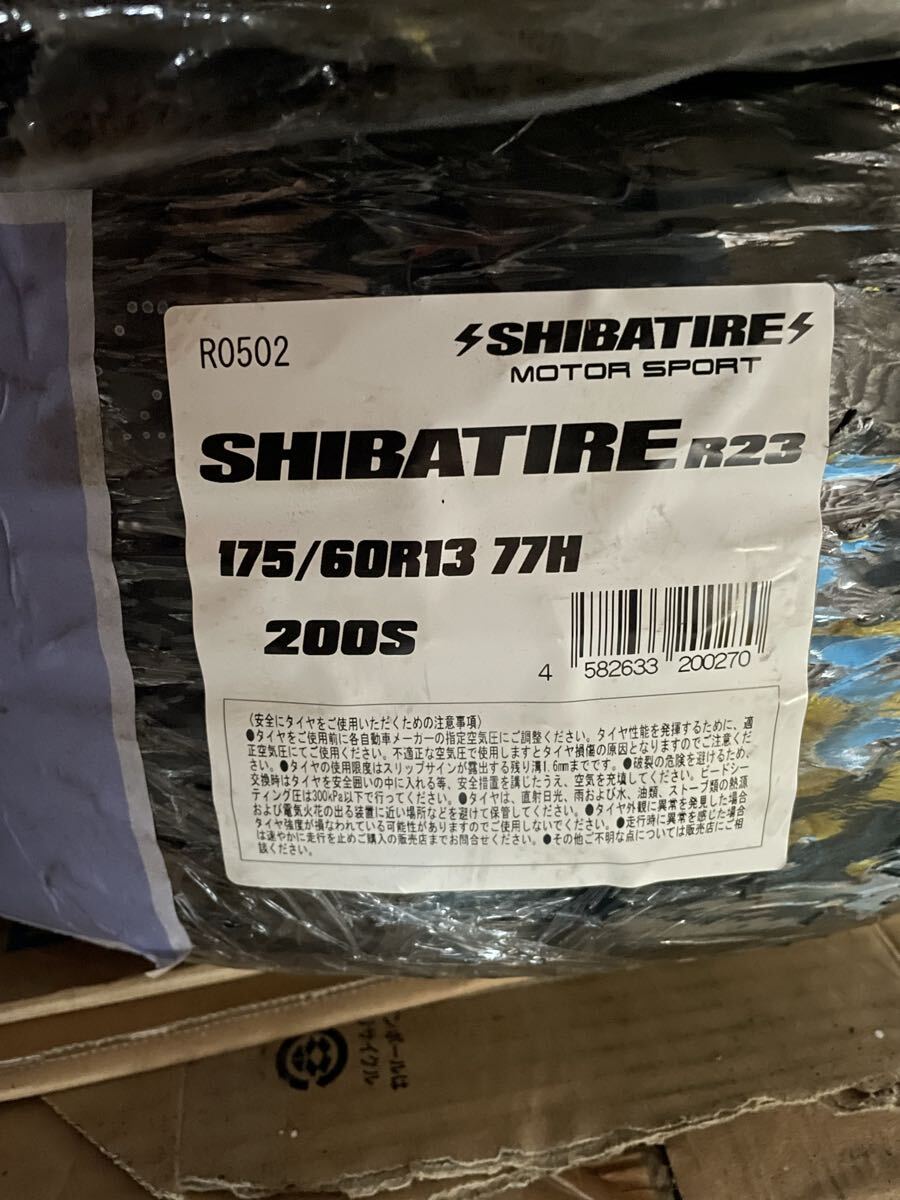 R0502
SHIBATIRE
MOTOR SPORT
SHIBATIRE R23
175/60R13 77H
200S
4 582633 200270
(安全にタイヤをご使用いただくための注意事項)
●タイヤをご使用前に各自動車メーカーの指定空気圧にご調整ください。タイヤ性能を発揮するために、適
正空気圧にてご使用ください。不適正な空気圧で使用しますとタイヤ損傷の原因となりますのでご注意くだ
さい。●タイヤの使用限度はスリップサインが露出する残り溝1.6mmまでです。●破裂の危険を避けるため、
交換時はタイヤを安全囲いの中に入れる等、安全措置を講じたうえ、空気を充填してください。ビードシー
ティング圧は300kPa以下で行ってください。●タイヤは、直射日光、雨および水、油類、ストーブ類の熱源
および電気火花の出る装置に近い場所などを避けて保管してください。●タイヤ外観に異常を発見した場合
タイヤ強度が損なわれている可能性がありますのでご使用しないでください。●走行時に異常を感じた場合
は速やかに走行を止めご購入の販売店までお問合せください。●その他ご不明な点については販売店にご相
談ください。
ンボールは
サイクル